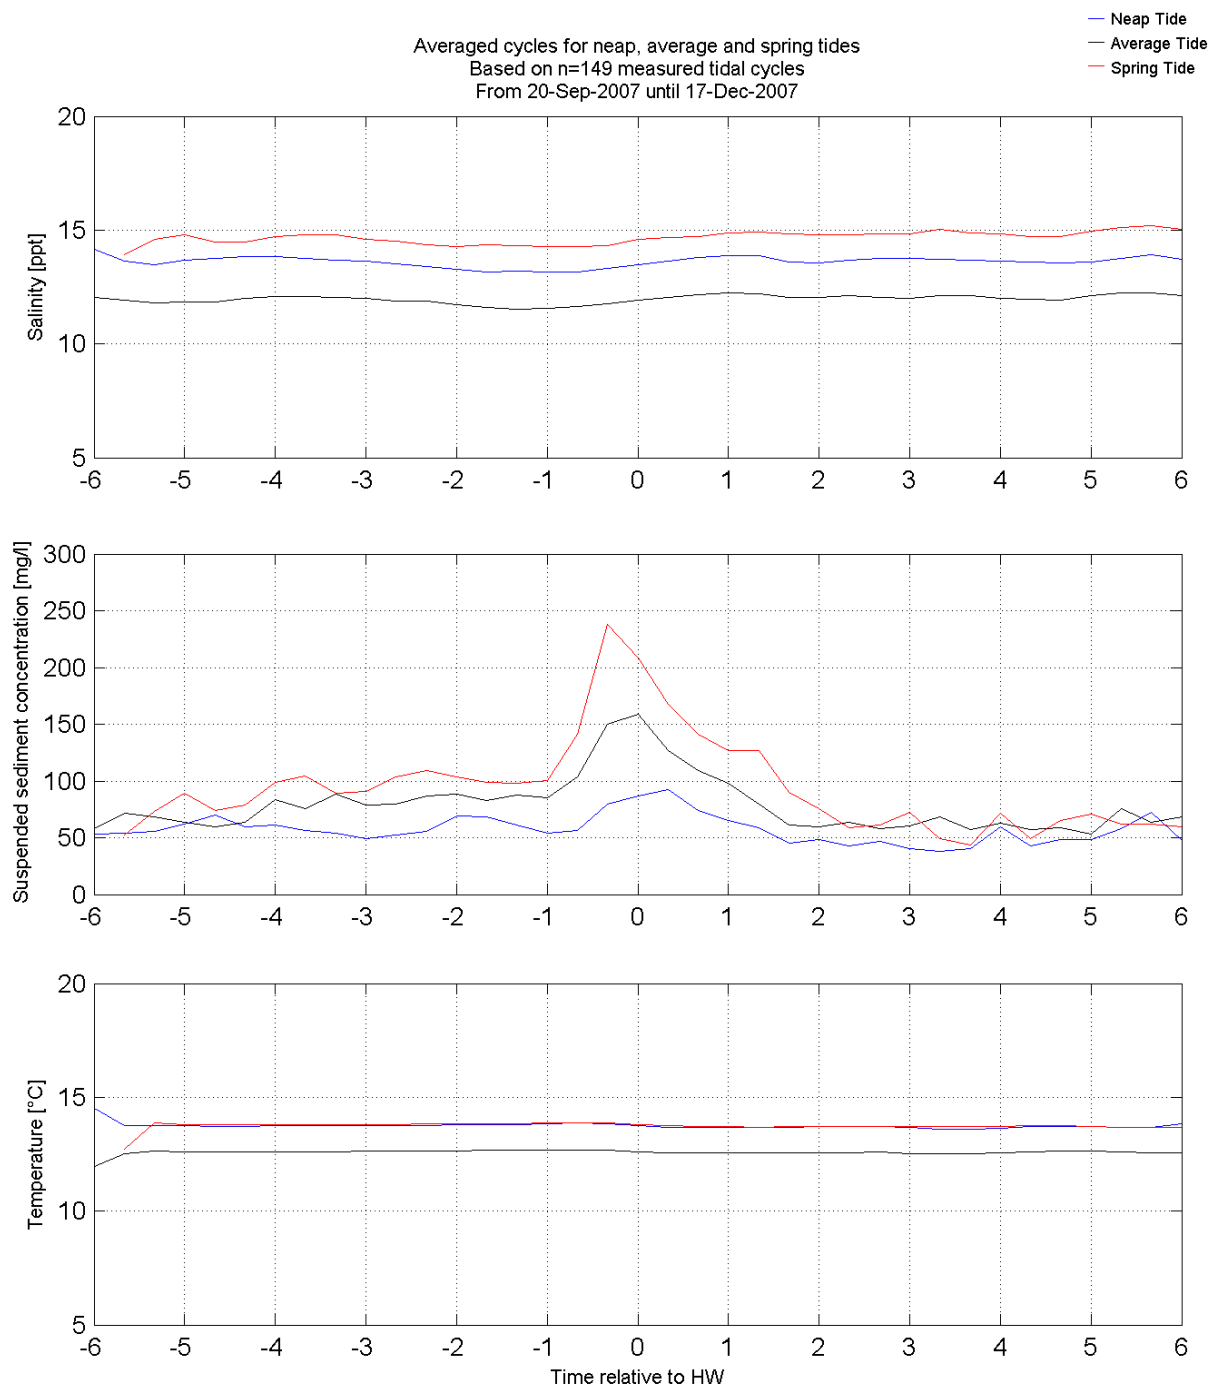 Neap Tide
Average Tide
Spring Tide
Averaged cycles for neap, average and spring tides
Based on n=149 measured tidal cycles
From 20-Sep-2007 until 17-Dec-2007
Salinity [ppt]
20
15
10
5
-6 -5 -4 -3 -2 -1 0 1 2 3 4 5 6
Suspended sediment concentration [mg/l]
300
250
200
150
100
50
0
-6 -5 -4 -3 -2 -1 0 1 2 3 4 5 6
Temperature [°C]
20
15
10
5
-6 -5 -4 -3 -2 -1 0 1 2 3 4 5 6
Time relative to HW